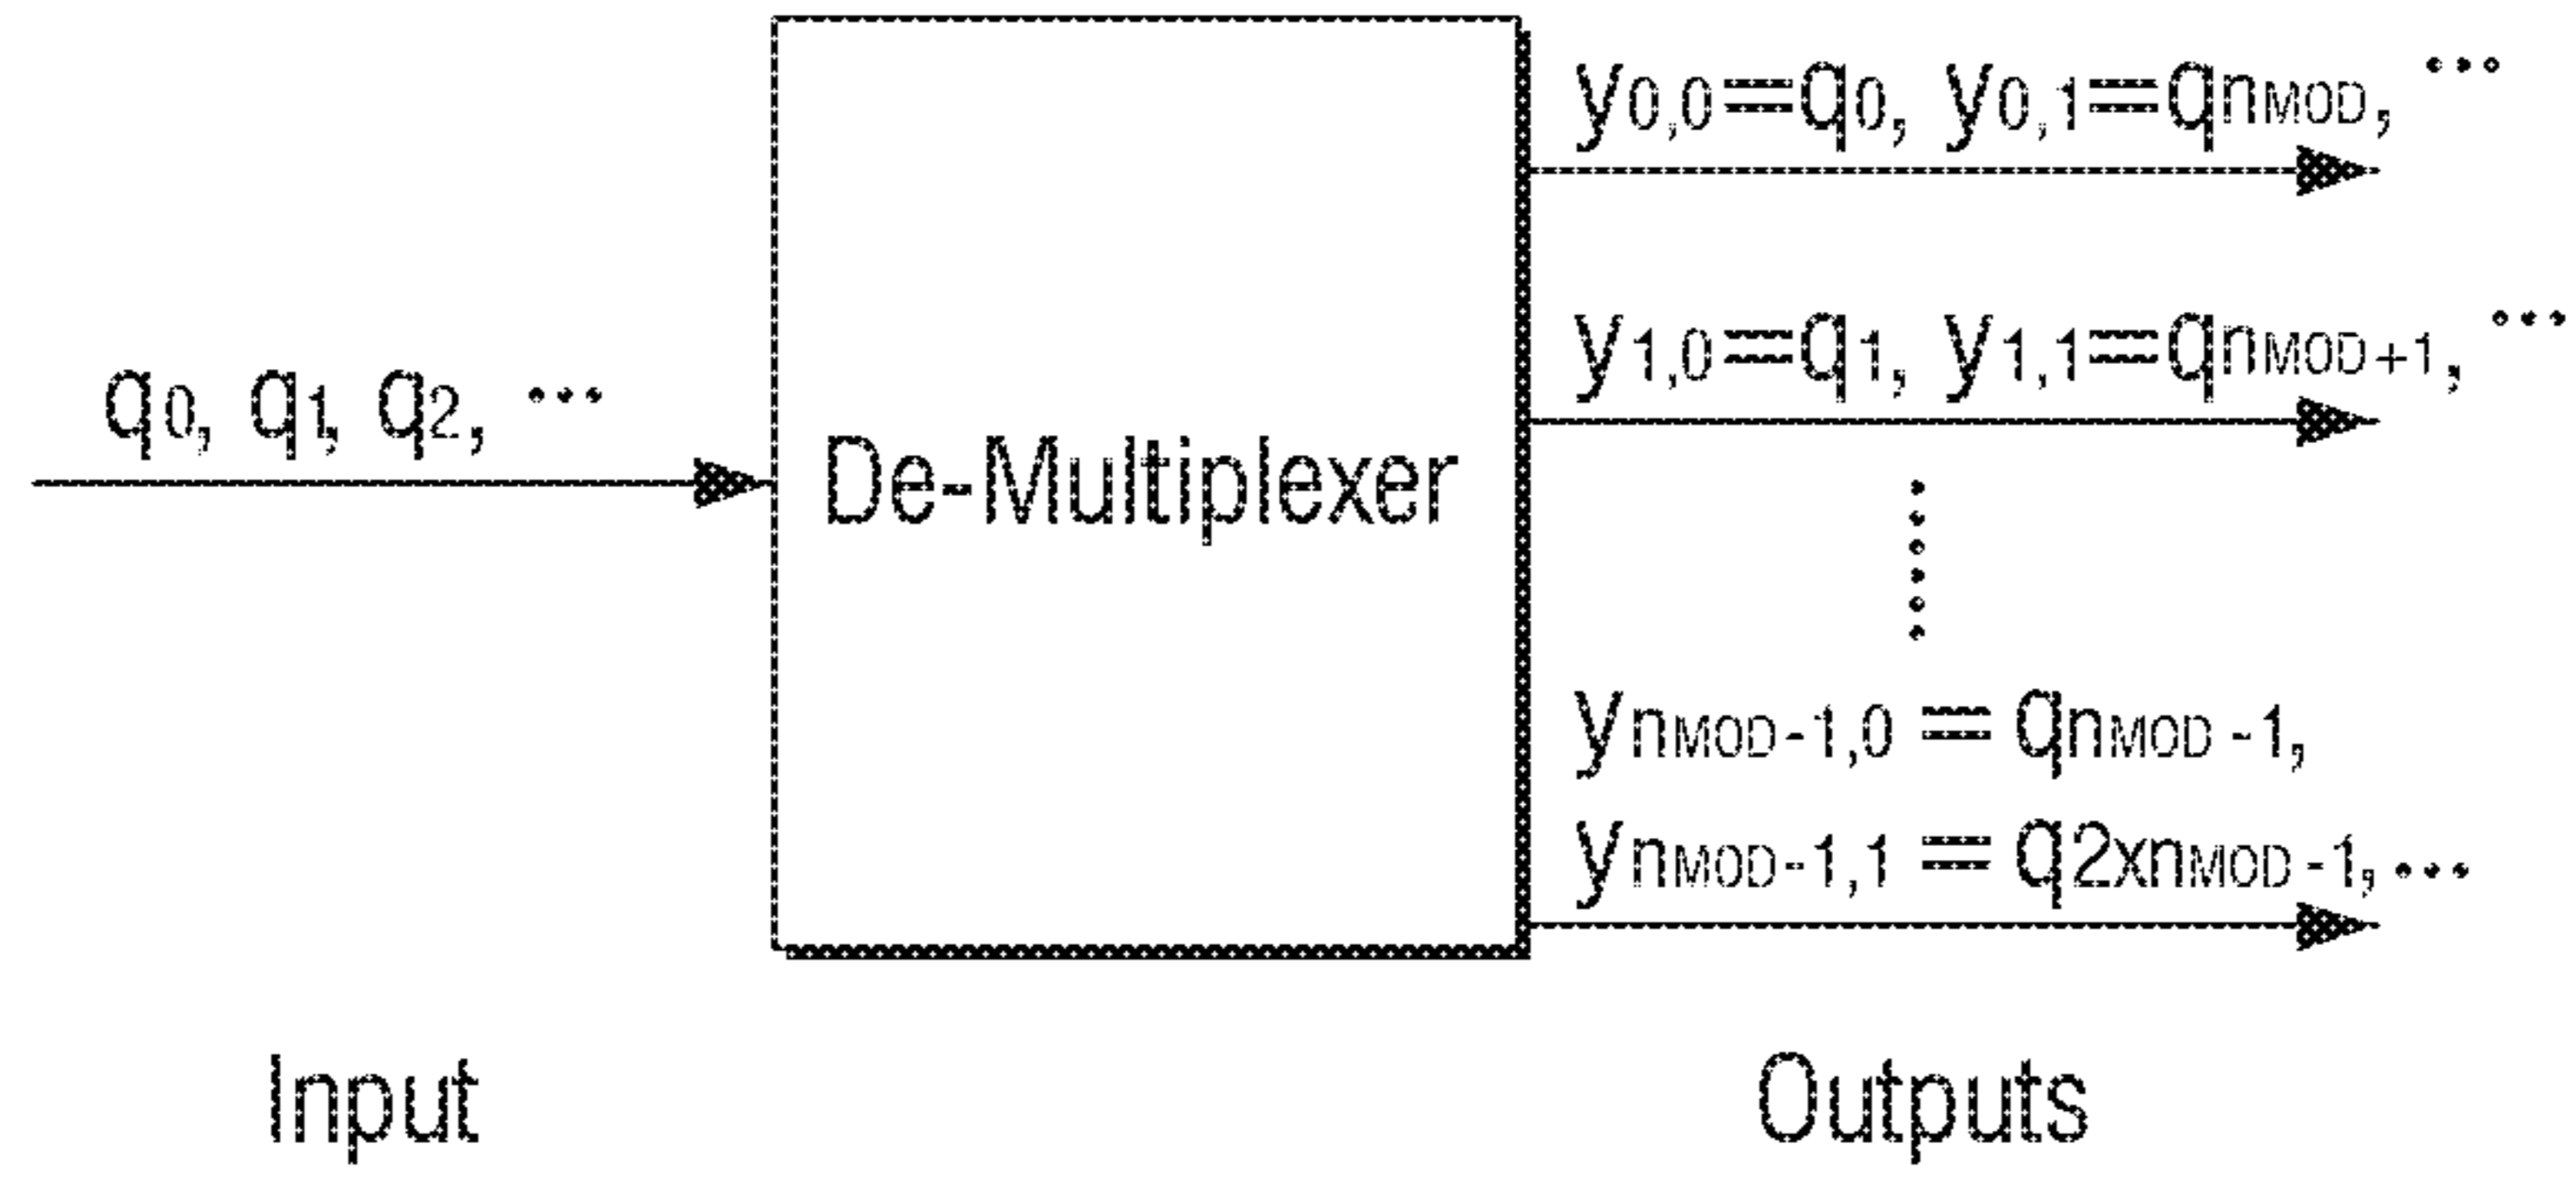 y0,0=q0, y0,1=qnMOD, ...
y1,0=q1, y1,1=qnMOD+1, ...
q0, q1, q2, ...
De-Multiplexer
ynMOD-1,0 = qnMOD-1,
ynMOD-1,1 = q2xnMOD-1, ...
Input
Outputs